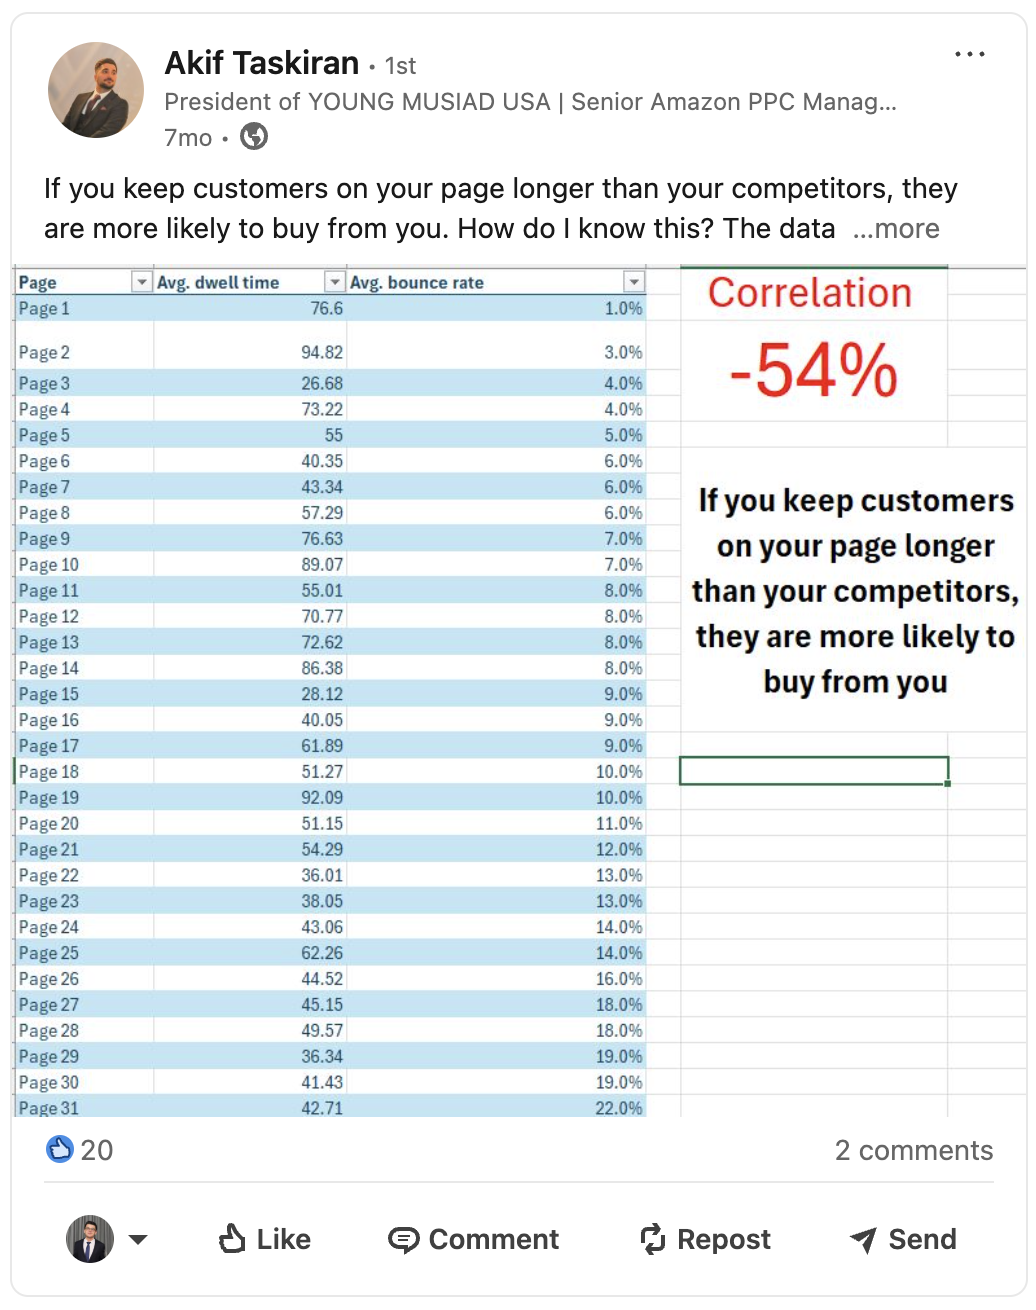 Akif Taskiran • 1st
President of YOUNG MUSIAD USA | Senior Amazon PPC Manag...
7mo •
If you keep customers on your page longer than your competitors, they
are more likely to buy from you. How do I know this? The data ...more
Page Avg. dwell time Avg. bounce rate
Page 1 76.6 1.0%
Page 2 94.82 3.0%
Page 3 26.68 4.0%
Page 4 73.22 4.0%
Page 5 55 5.0%
Page 6 40.35 6.0%
Page 7 43.34 6.0%
Page 8 57.29 6.0%
Page 9 76.63 7.0%
Page 10 89.07 7.0%
Page 11 55.01 8.0%
Page 12 70.77 8.0%
Page 13 72.62 8.0%
Page 14 86.38 8.0%
Page 15 28.12 9.0%
Page 16 40.05 9.0%
Page 17 61.89 9.0%
Page 18 51.27 10.0%
Page 19 92.09 10.0%
Page 20 51.15 11.0%
Page 21 54.29 12.0%
Page 22 36.01 13.0%
Page 23 38.05 13.0%
Page 24 43.06 14.0%
Page 25 62.26 14.0%
Page 26 44.52 16.0%
Page 27 45.15 18.0%
Page 28 49.57 18.0%
Page 29 36.34 19.0%
Page 30 41.43 19.0%
Page 31 42.71 22.0%
Correlation
-54%
If you keep customers
on your page longer
than your competitors,
they are more likely to
buy from you
20
2 comments
Like Comment Repost Send